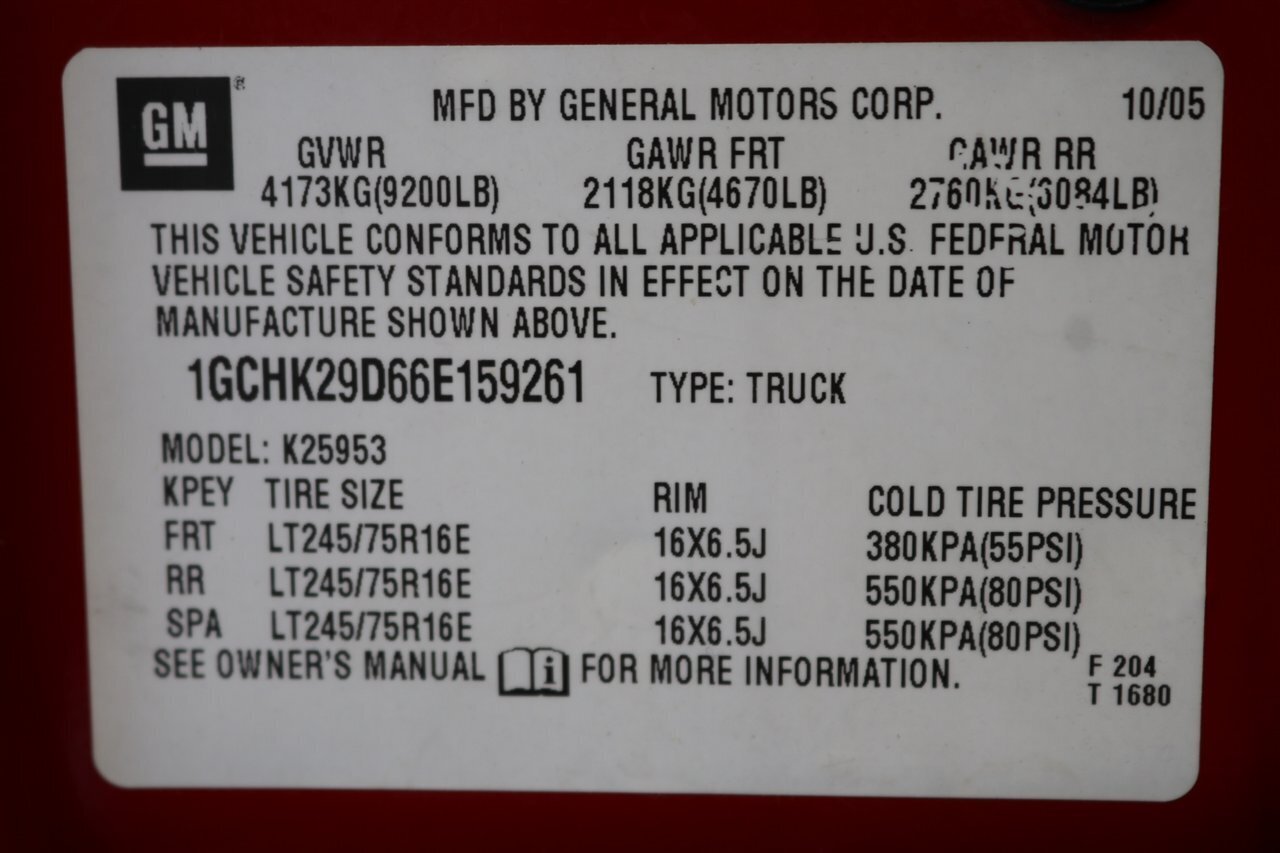 GM®
MFD BY GENERAL MOTORS CORP. 10/05
GVWR GAWR FRT GAWR RR
4173KG(9200LB) 2118KG(4670LB) 2760KG(6084LB)
THIS VEHICLE CONFORMS TO ALL APPLICABLE U.S. FEDERAL MOTOR
VEHICLE SAFETY STANDARDS IN EFFECT ON THE DATE OF
MANUFACTURE SHOWN ABOVE.
1GCHK29D66E159261 TYPE: TRUCK
MODEL: K25953
KPEY TIRE SIZE RIM COLD TIRE PRESSURE
FRT LT245/75R16E 16X6.5J 380KPA(55PSI)
RR LT245/75R16E 16X6.5J 550KPA(80PSI)
SPA LT245/75R16E 16X6.5J 550KPA(80PSI)
SEE OWNER'S MANUAL i FOR MORE INFORMATION.
F 204
T 1680